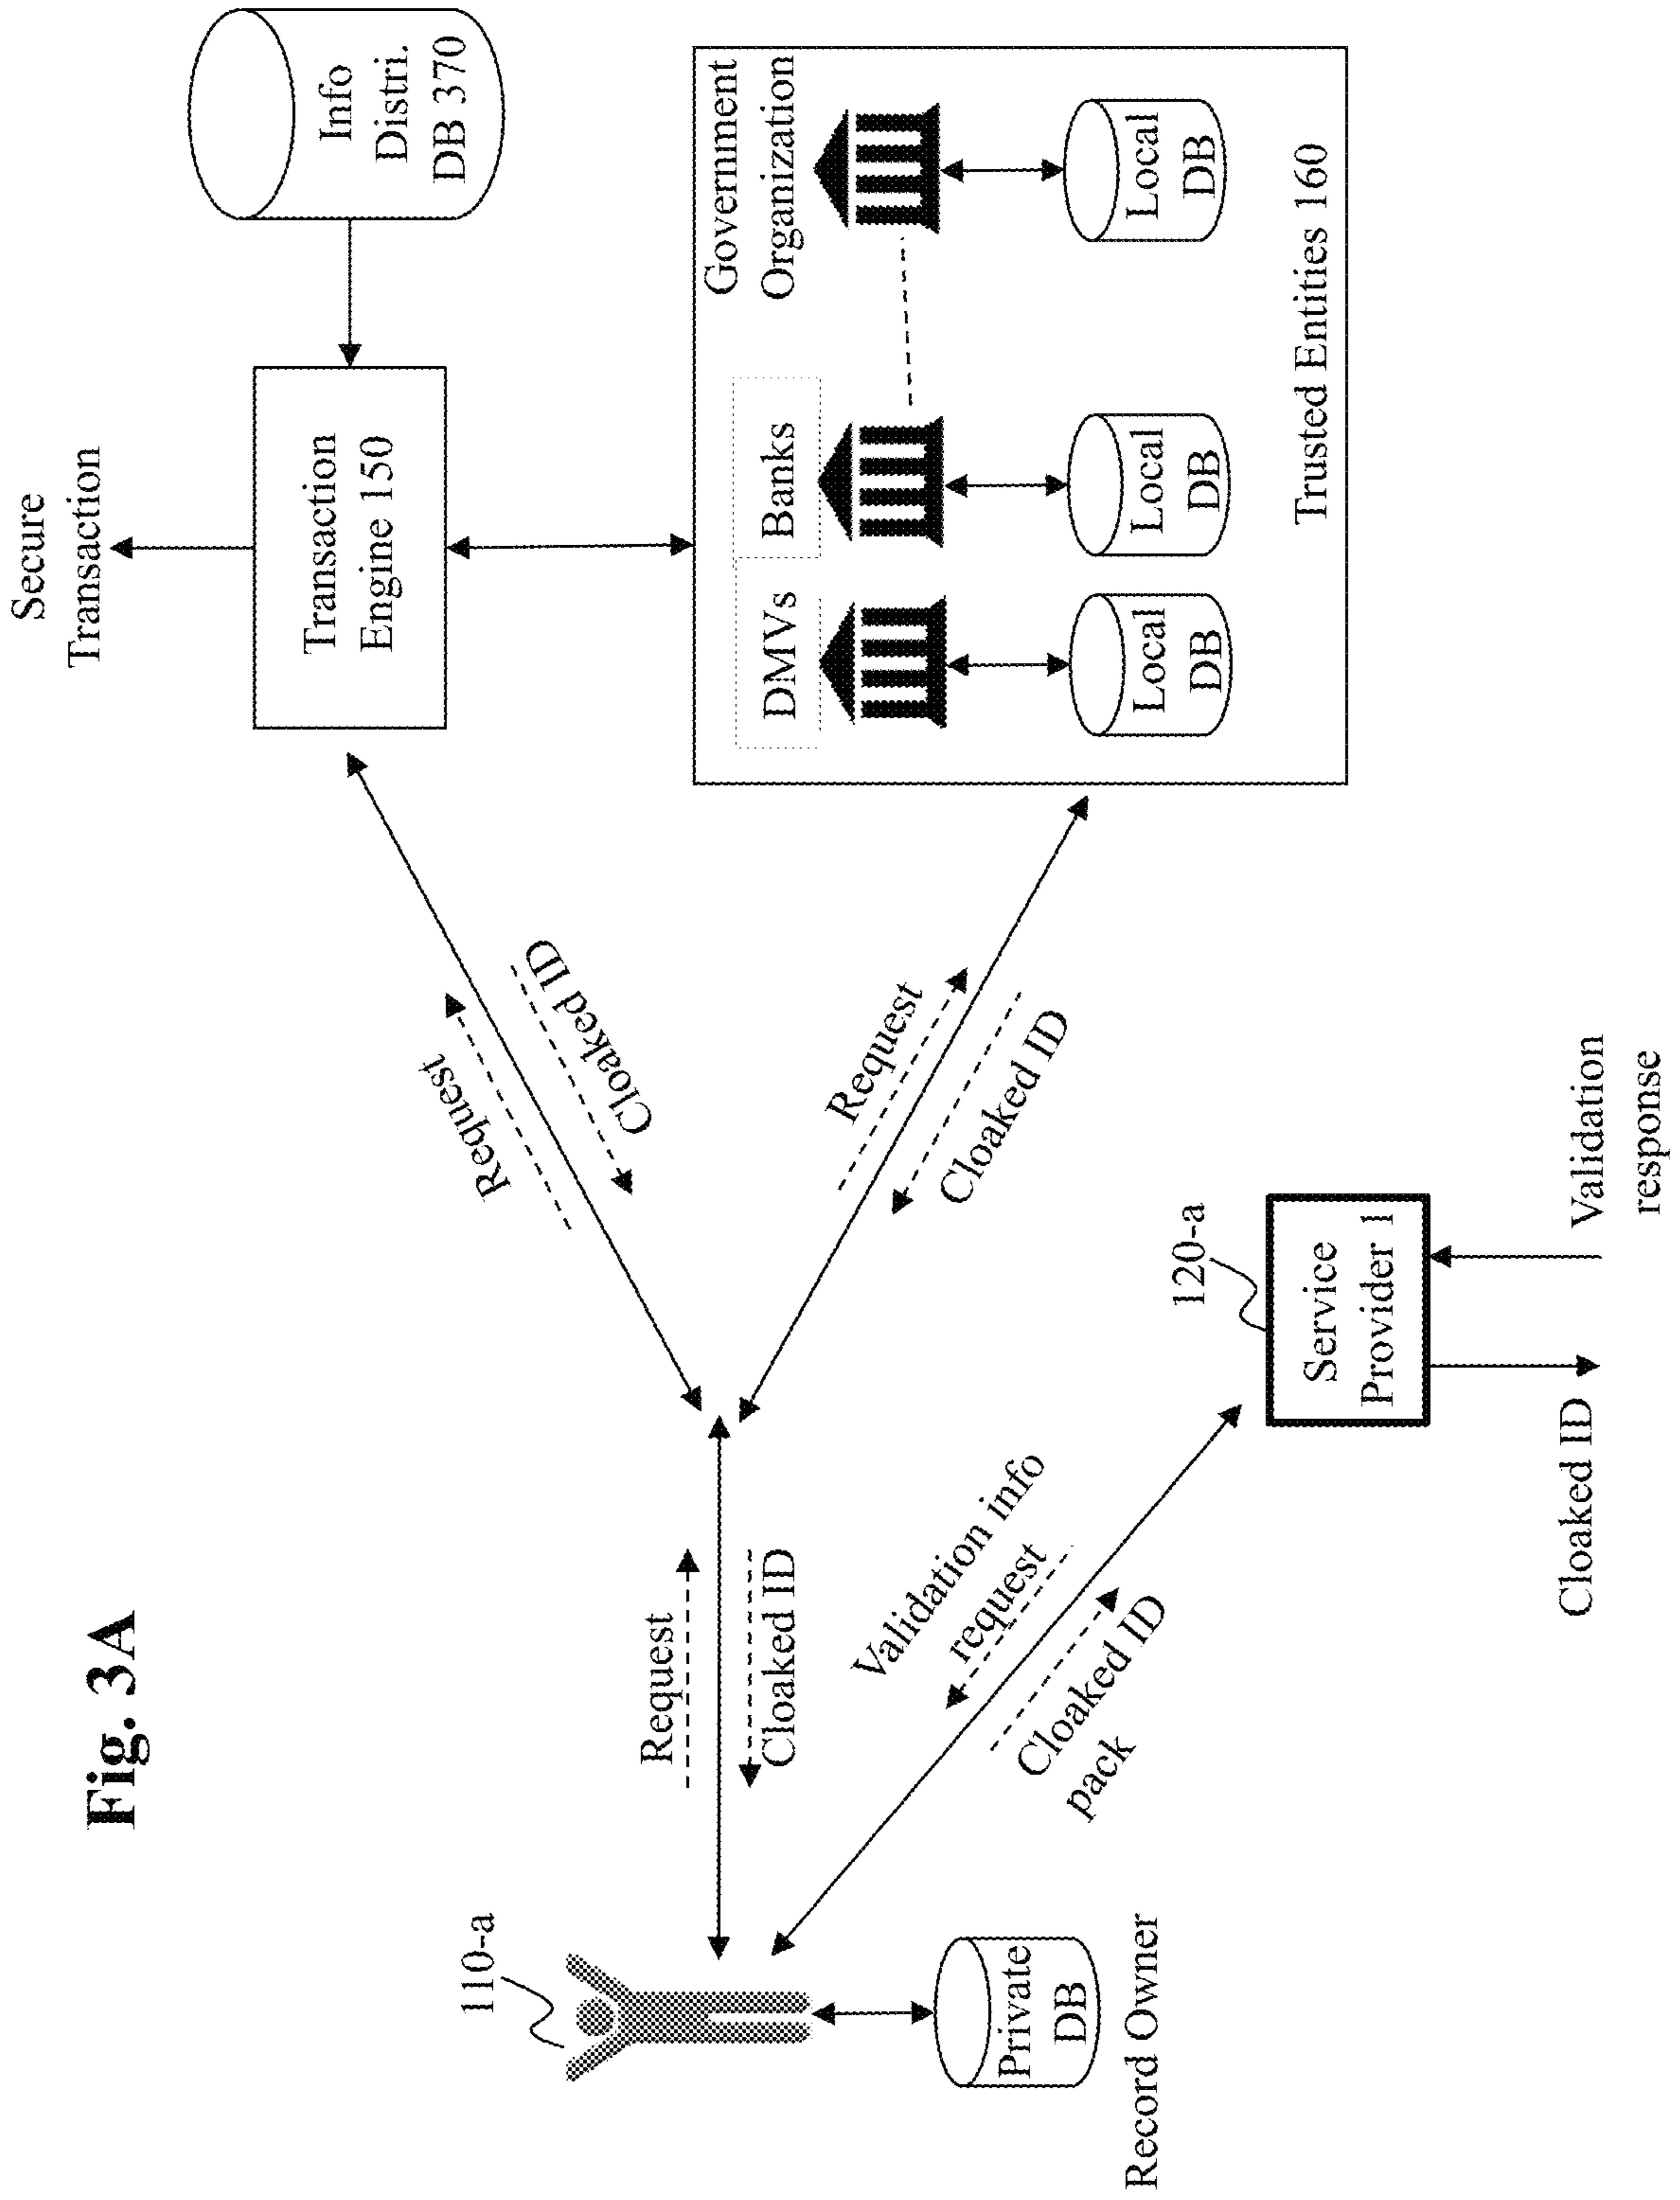 Fig. 3A
Secure
Transaction
Transaction
Engine 150
Info
Distri.
DB 370
Request
Cloaked ID
Government
Organization
DMVs
Banks
Local
DB
Local
DB
Local
DB
Trusted Entities 160
110-a
Request
Cloaked ID
Request
Cloaked ID
Private
DB
Record Owner
Validation info
request
Cloaked ID
pack
120-a
Service
Provider 1
Cloaked ID
Validation
response